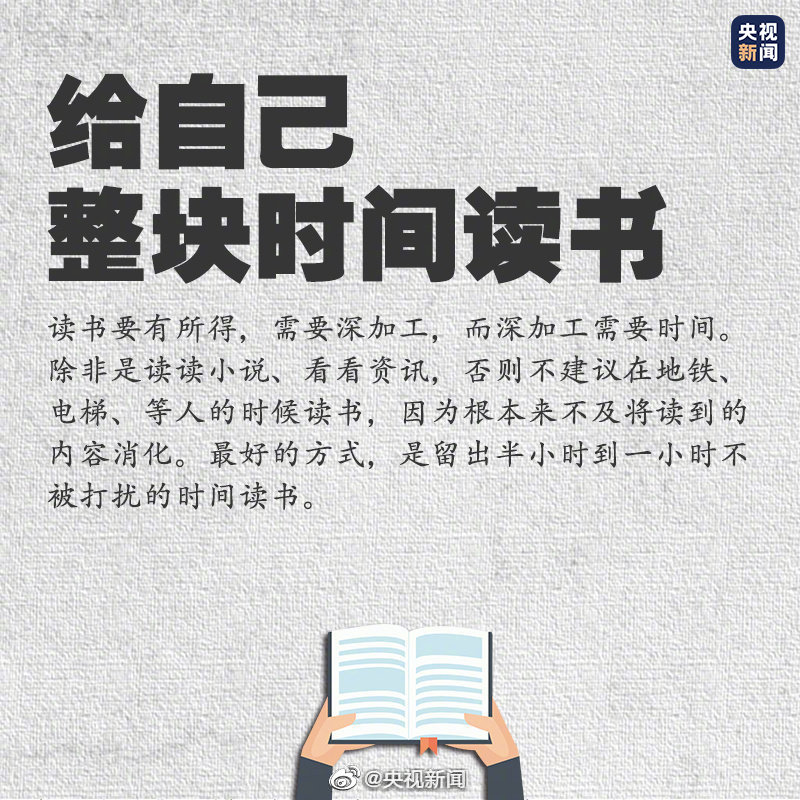 央视
新闻
给自己
整块时间读书
读书要有所得，需要深加工，而深加工需要时间。
除非是读读小说、看看资讯，否则不建议在地铁、
电梯、等人的时候读书，因为根本来不及将读到的
内容消化。最好的方式，是留出半小时到一小时不
被打扰的时间读书。
@央视新闻